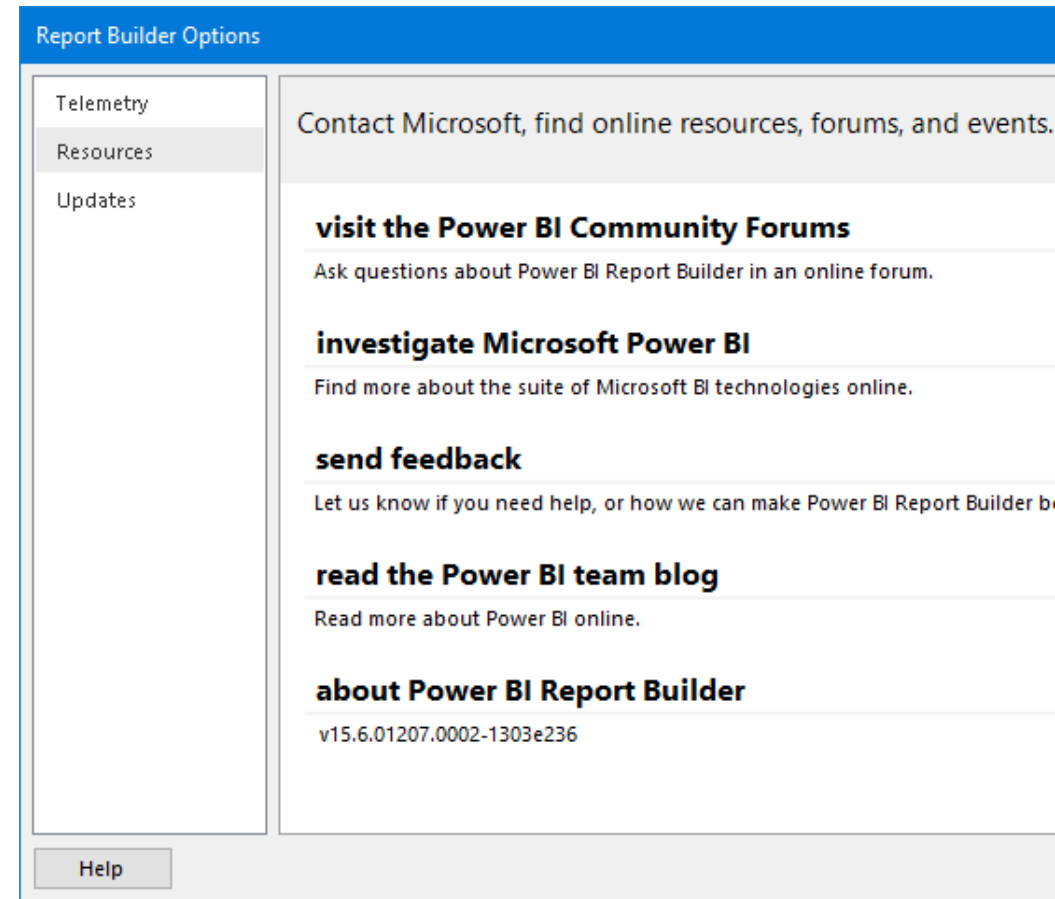 Report Builder Options
Telemetry
Resources
Updates
Contact Microsoft, find online resources, forums, and events.
visit the Power BI Community Forums
Ask questions about Power BI Report Builder in an online forum.
investigate Microsoft Power BI
Find more about the suite of Microsoft BI technologies online.
send feedback
Let us know if you need help, or how we can make Power BI Report Builder
read the Power BI team blog
Read more about Power BI online.
about Power BI Report Builder
v15.6.01207.0002-1303e236
Help